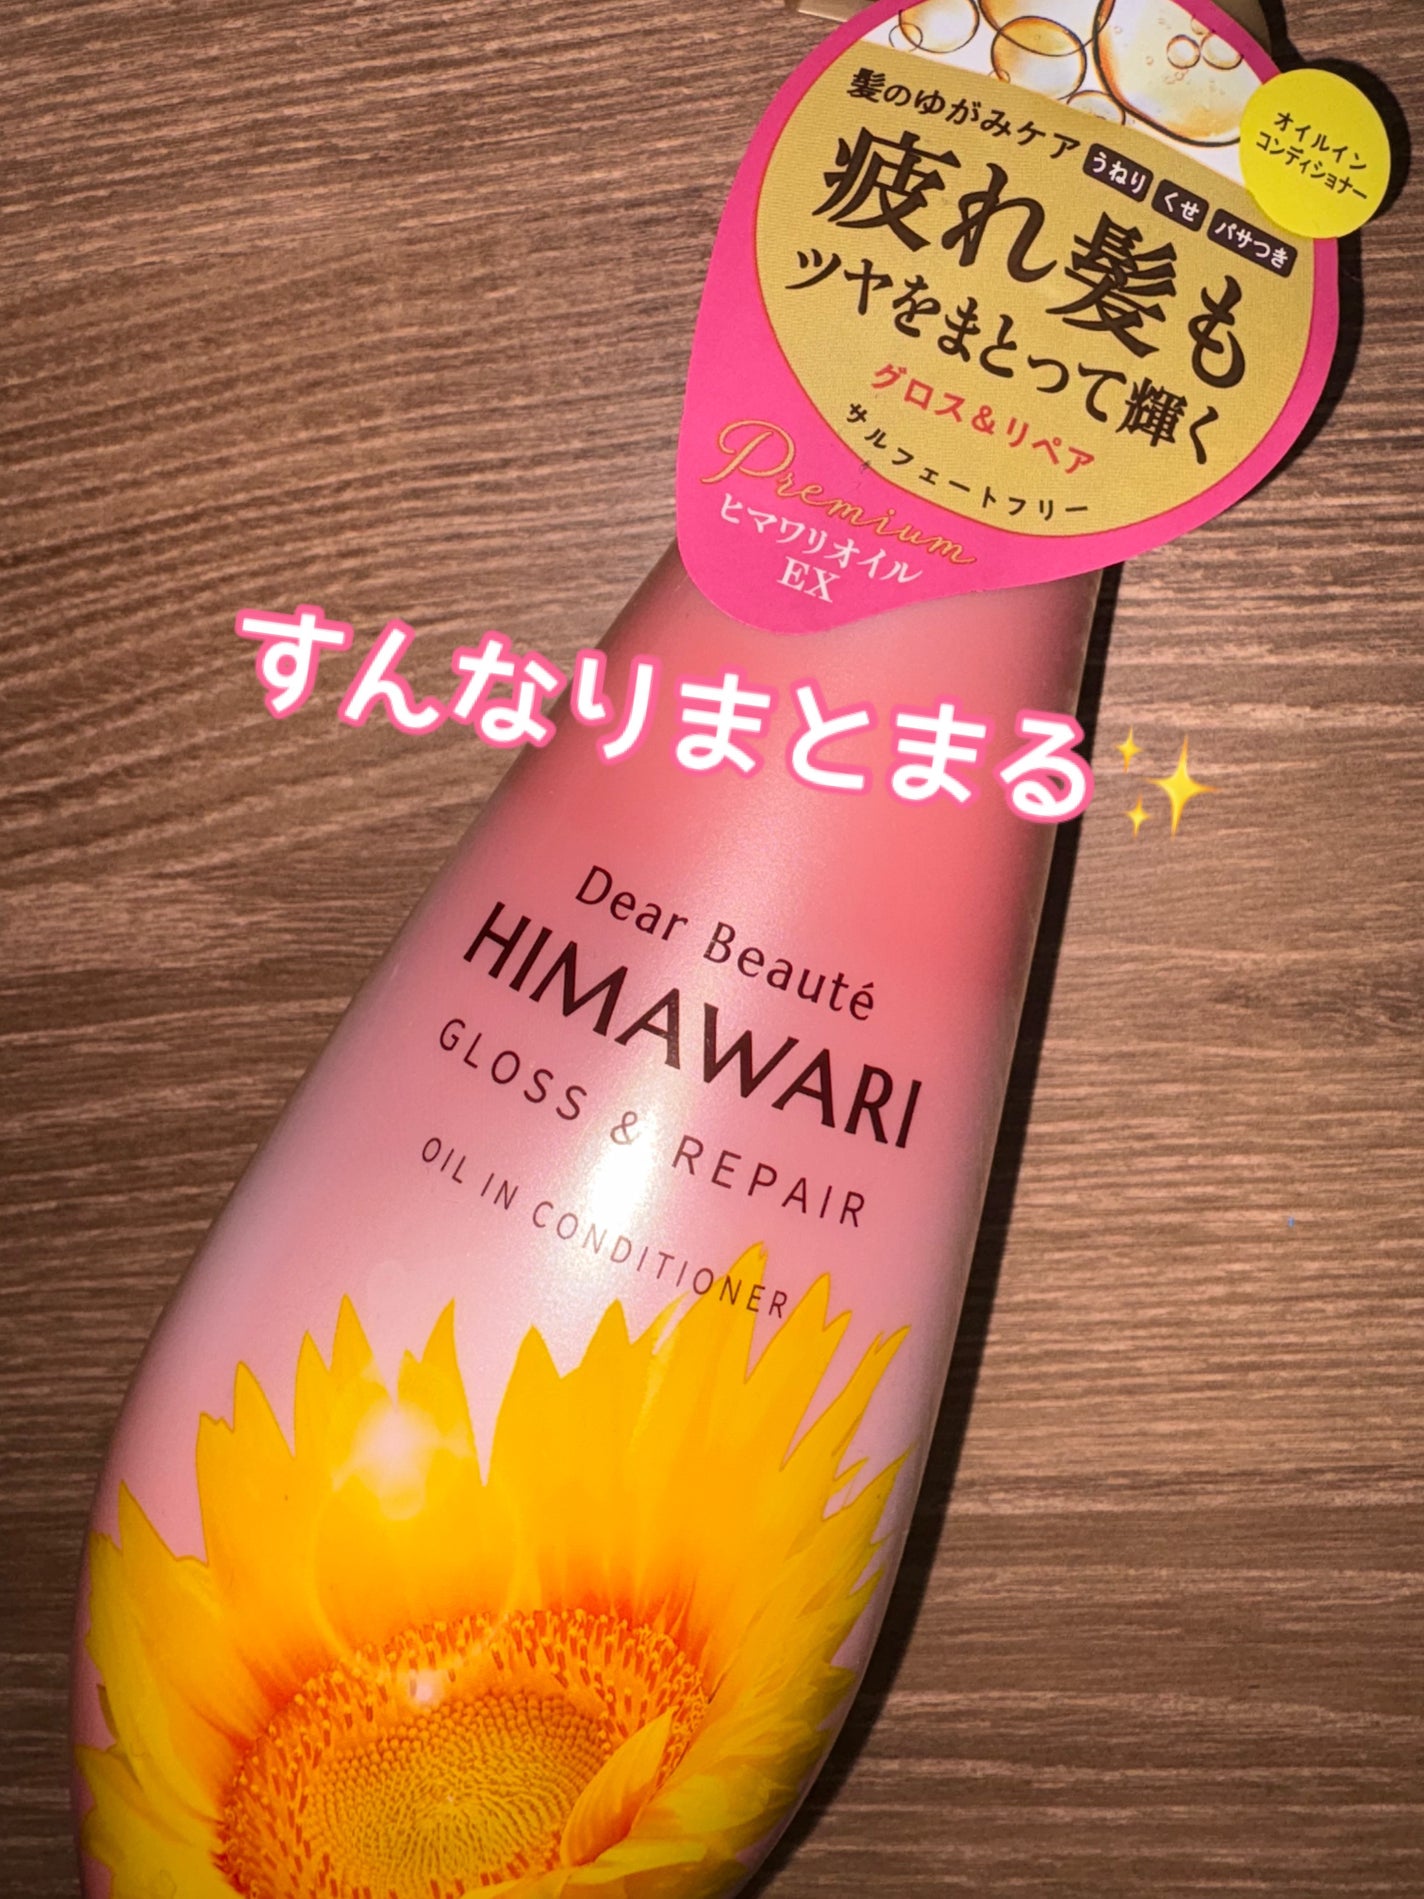 オイルイン
コンディショナー
髪のゆがみケア うねり くせ パサつき
疲れ髪も
ツヤをまとって輝く
グロス&リペア
サルフェートフリー
Premium
ヒマワリオイル
EX
すんなりまとまる✨
Dear Beauté
HIMAWARI
GLOSS & REPAIR
OIL IN CONDITIONER